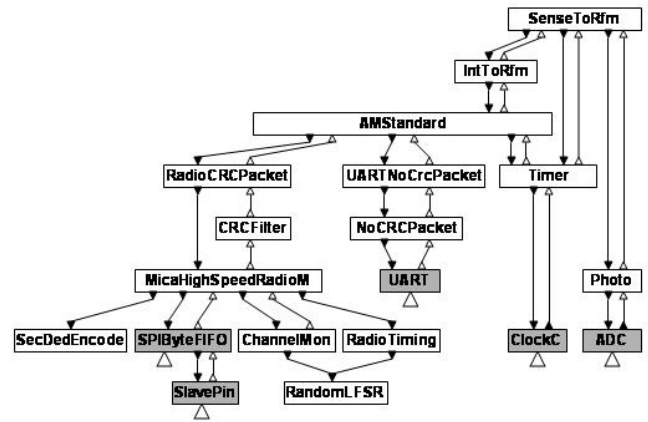 SenseToRfm
IntToRfm
AMStandard
RadioCRCPacket
UARTNoCrcPacket
Timer
CRCFilter
NoCRCPacket
MicaHighSpeedRadioM
UART
Photo
SecDedEncode
SPIByteFIFO
ChannelMon
RadioTiming
ClockC
ADC
SlavePin
RandomLFSR